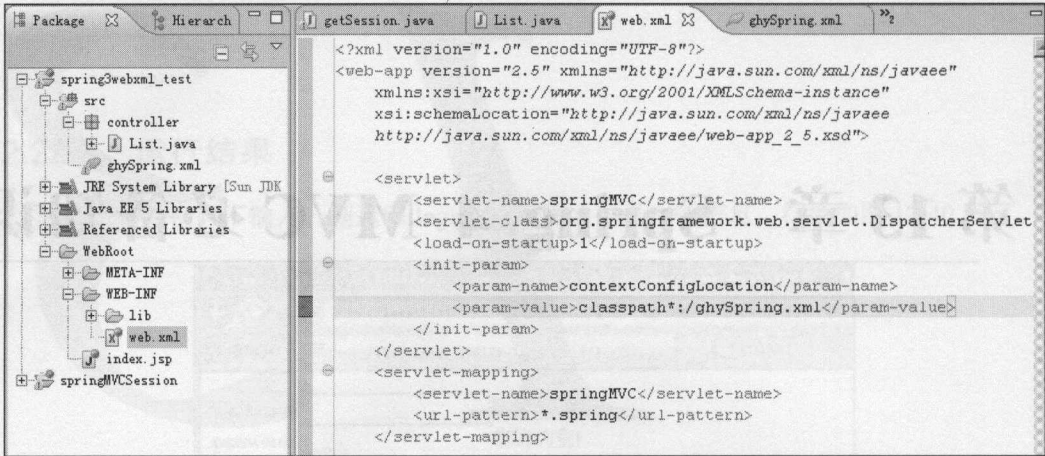 Package
Hierarch
getSession.java
List.java
web.xml
ghySpring.xml
»2
spring3webxml_test
src
controller
List.java
ghySpring.xml
JRE System Library [Sun JDK
Java EE 5 Libraries
Referenced Libraries
WebRoot
META-INF
WEB-INF
lib
web.xml
index.jsp
springMVCSession
<?xml version="1.0" encoding="UTF-8"?>
<web-app version="2.5" xmlns="http://java.sun.com/xml/ns/javaee"
xmlns:xsi="http://www.w3.org/2001/XMLSchema-instance"
xsi:schemaLocation="http://java.sun.com/xml/ns/javaee
http://java.sun.com/xml/ns/javaee/web-app_2_5.xsd">
<servlet>
<servlet-name>springMVC</servlet-name>
<servlet-class>org.springframework.web.servlet.DispatcherServlet
<load-on-startup>1</load-on-startup>
<init-param>
<param-name>contextConfigLocation</param-name>
<param-value>classpath*:/ghySpring.xml</param-value>
</init-param>
</servlet>
<servlet-mapping>
<servlet-name>springMVC</servlet-name>
<url-pattern>*.spring</url-pattern>
</servlet-mapping>